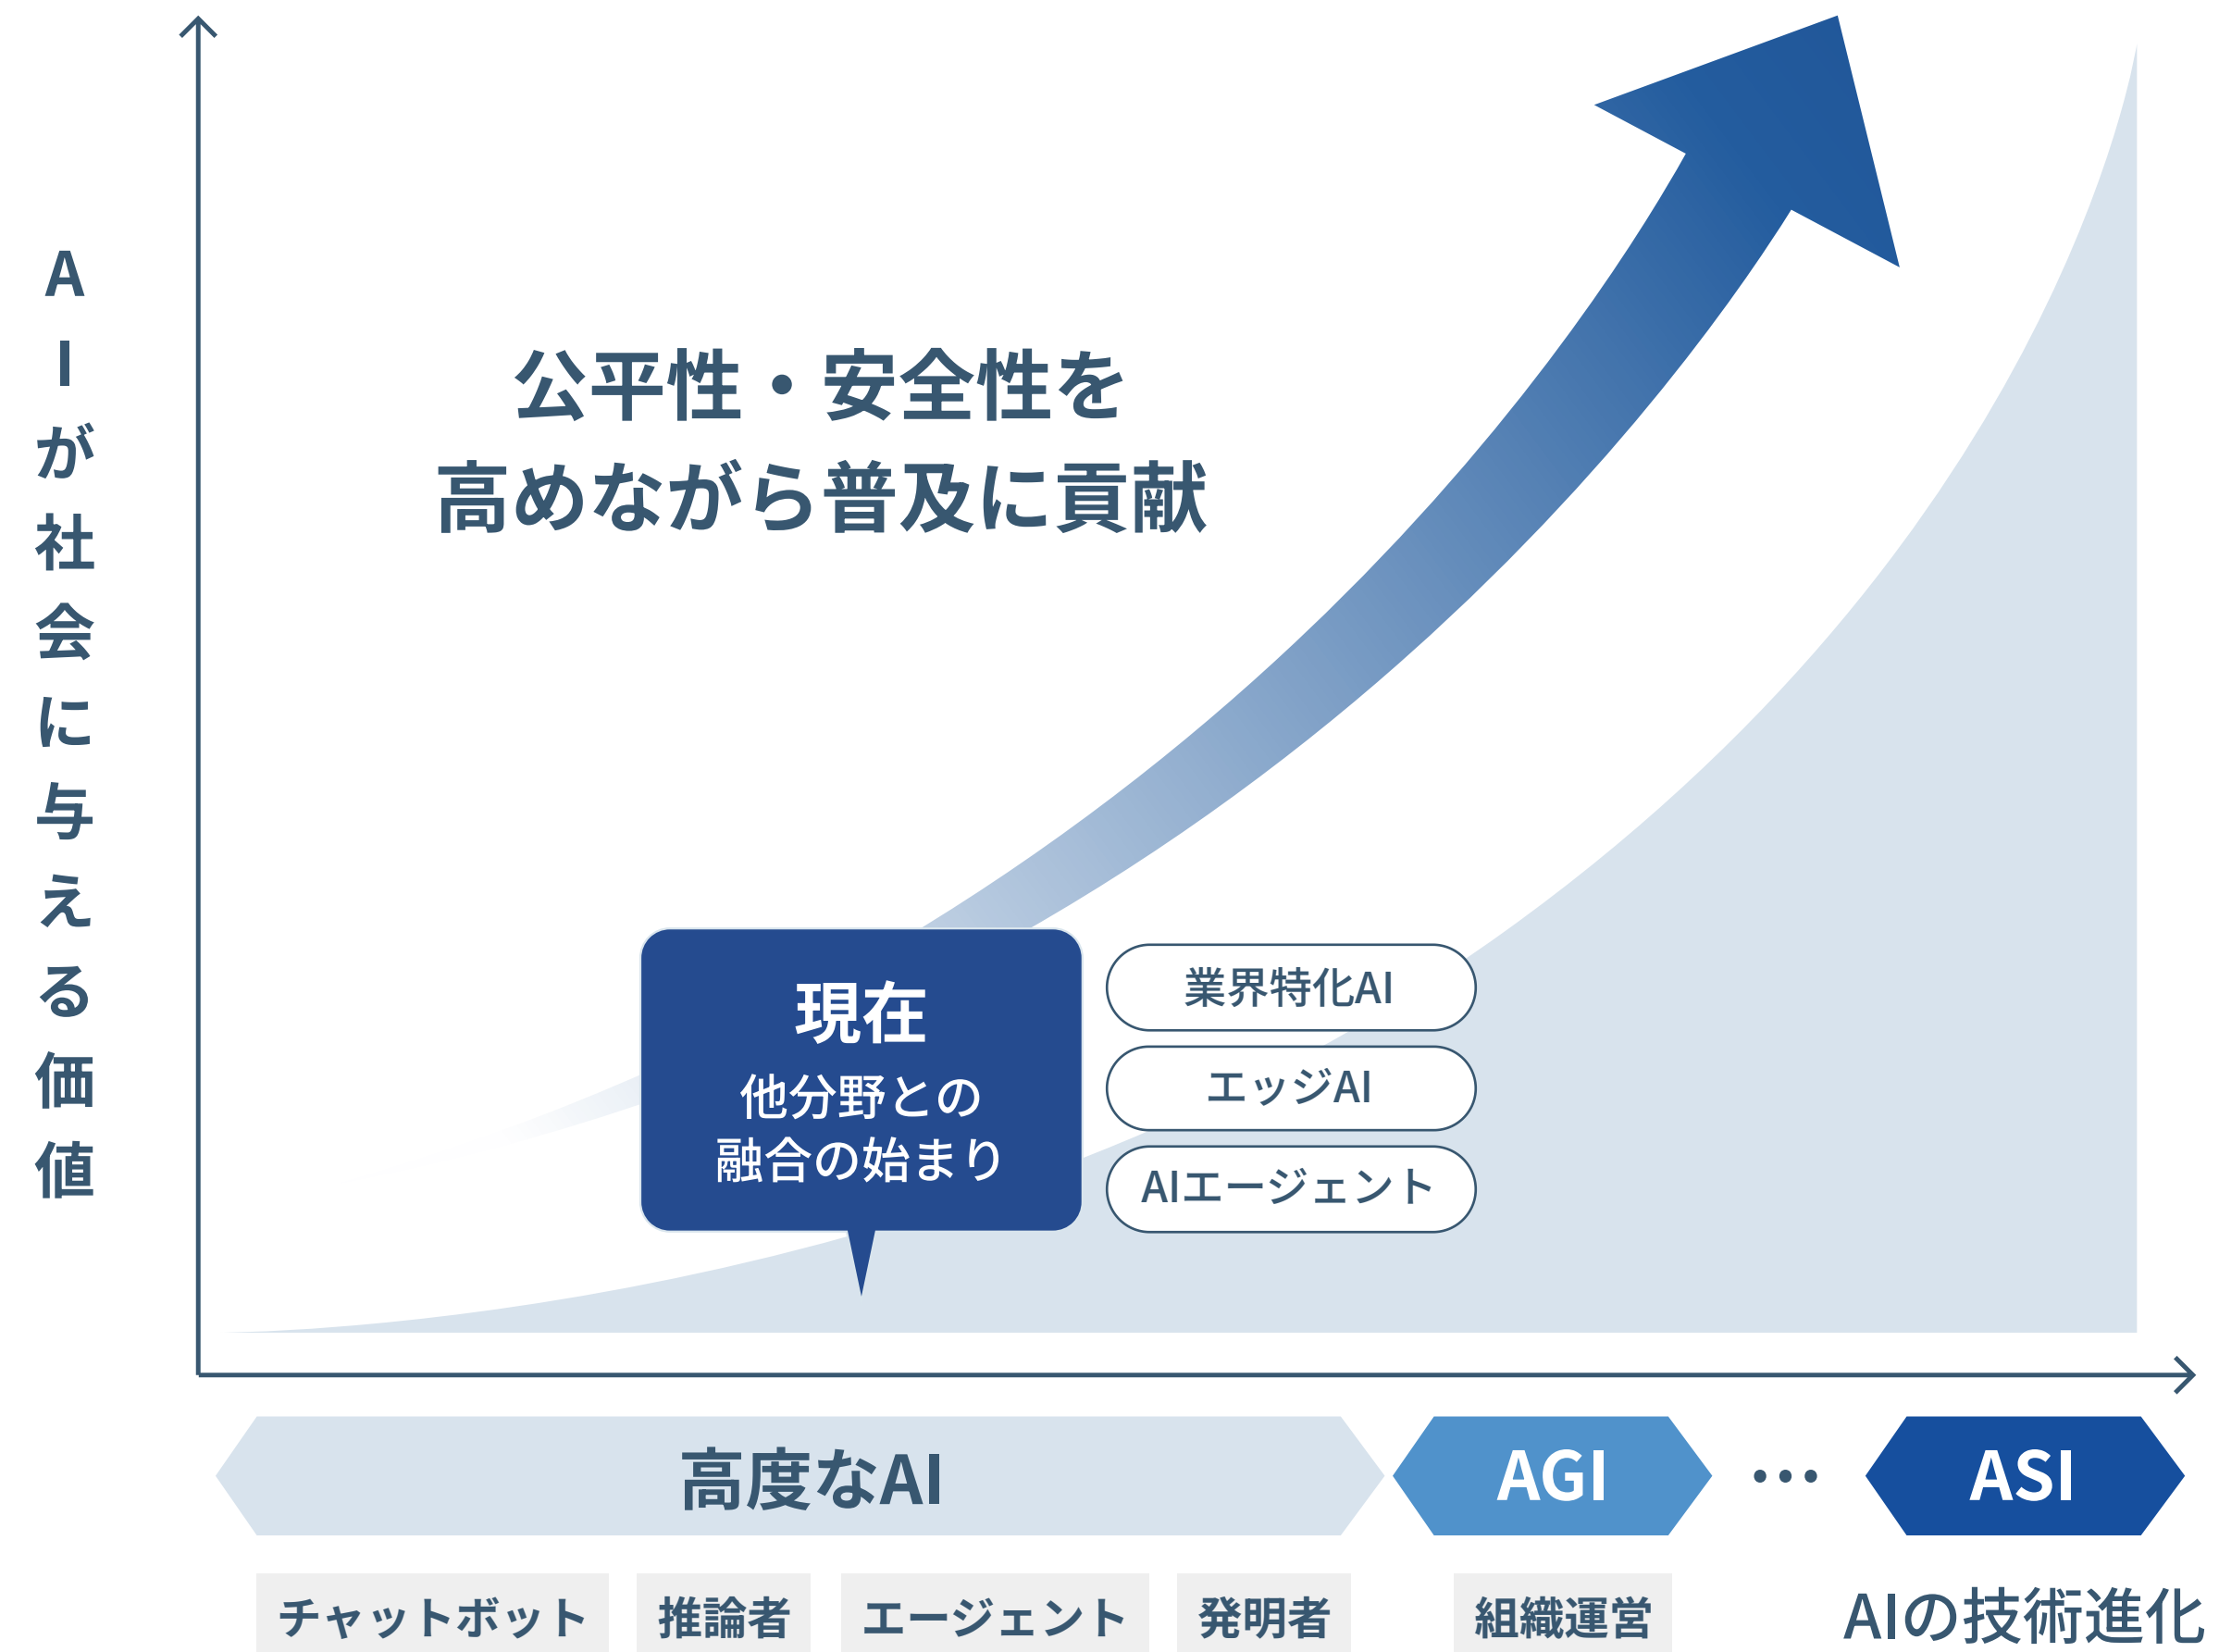 AIが社会に与える価値
公平性・安全性を
高めながら普及に貢献
現在
他分野との
融合の始まり
業界特化AI
エッジAI
AIエージェント
高度なAI
AGI
•••
ASI
チャットボット
推論者
エージェント
発明者
組織運営
AIの技術進化